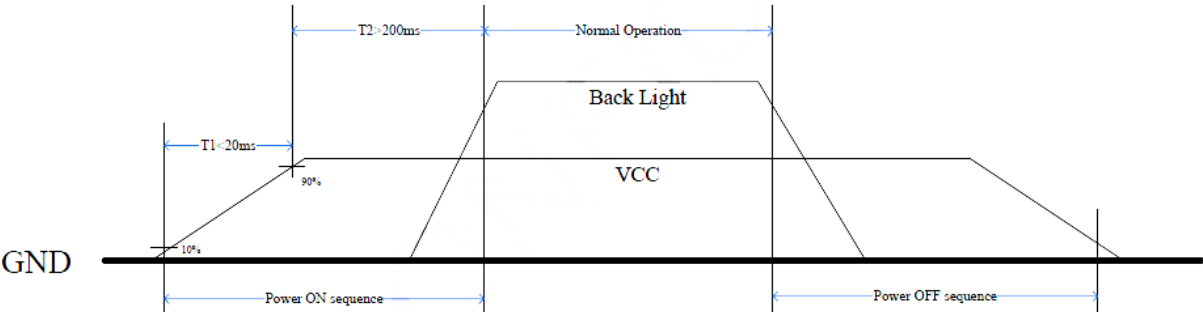 T2>200ms
Normal Operation
Back Light
T1<20ms
VCC
90%
10%
GND
Power ON sequence
Power OFF sequence